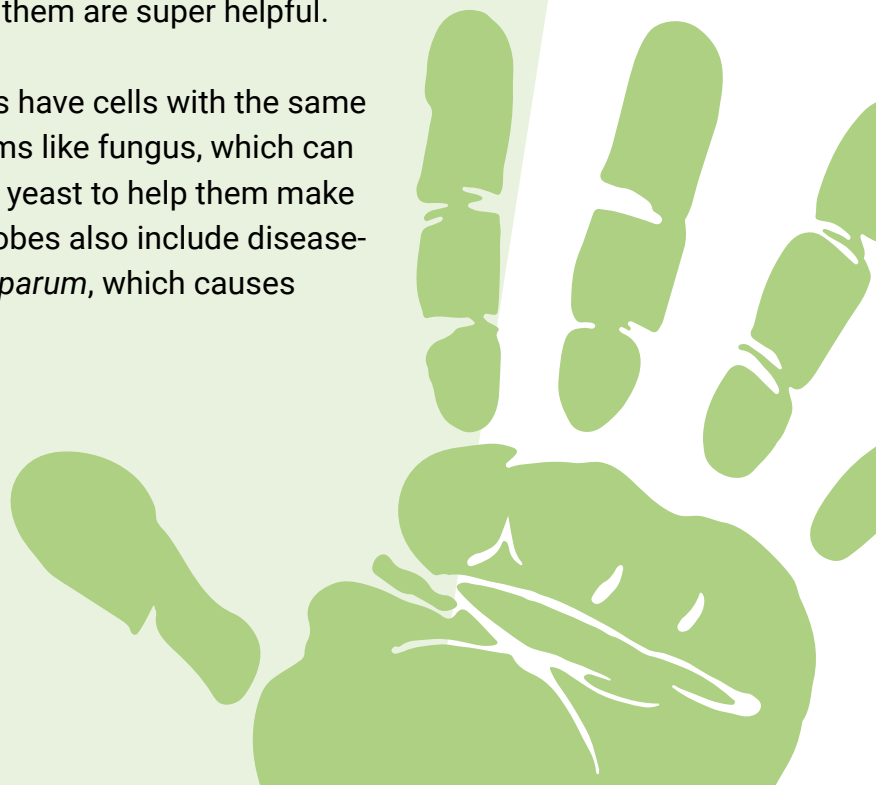 them are super helpful.
s have cells with the same
ms like fungus, which can
yeast to help them make
obes also include disease-
parum, which causes